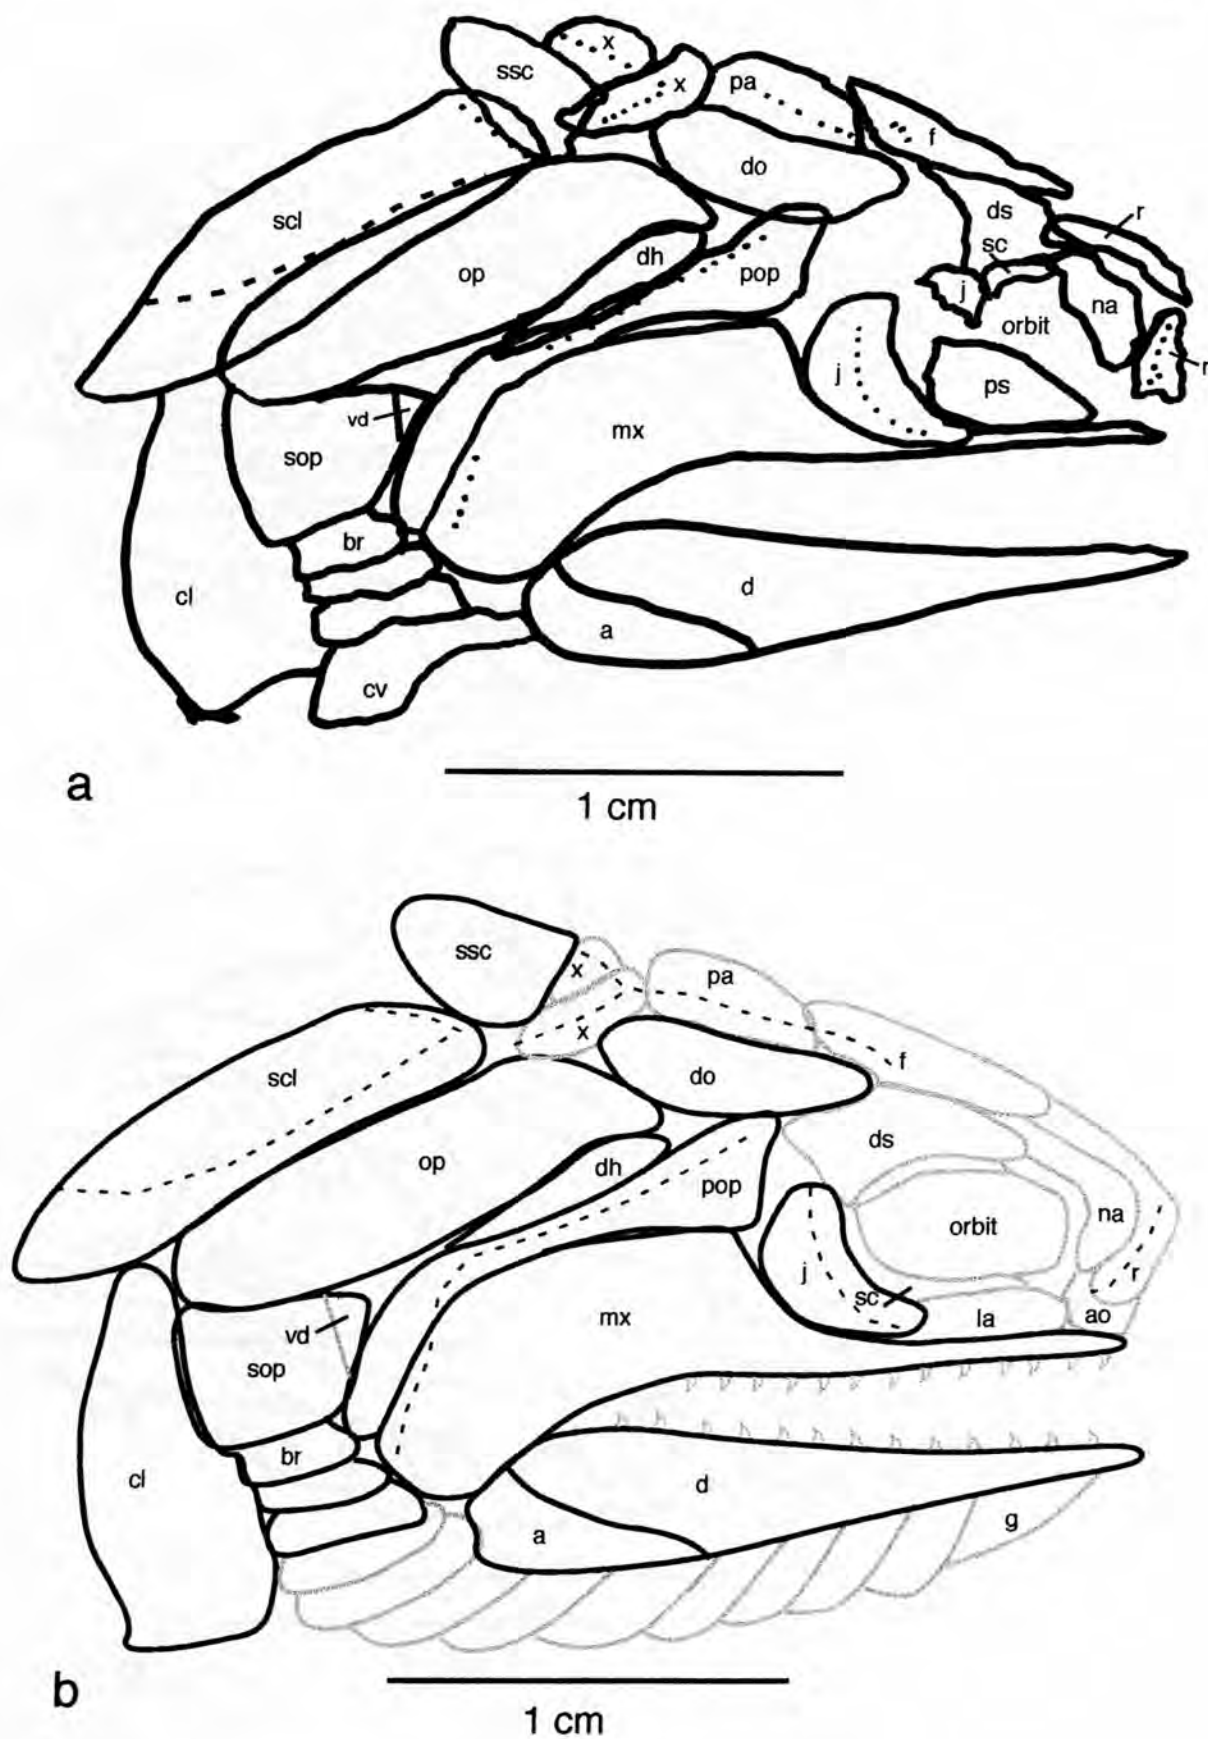 x
ssc
x
pa
f
do
scl
ds
r
sc
op
dh
pop
j
na
orbit
r
j
ps
vd
mx
sop
br
cl
d
a
cv
a
1 cm
ssc
x
pa
x
f
scl
do
ds
op
dh
pop
na
orbit
j
r
sc
la
ao
vd
mx
sop
br
cl
d
g
a
b
1 cm